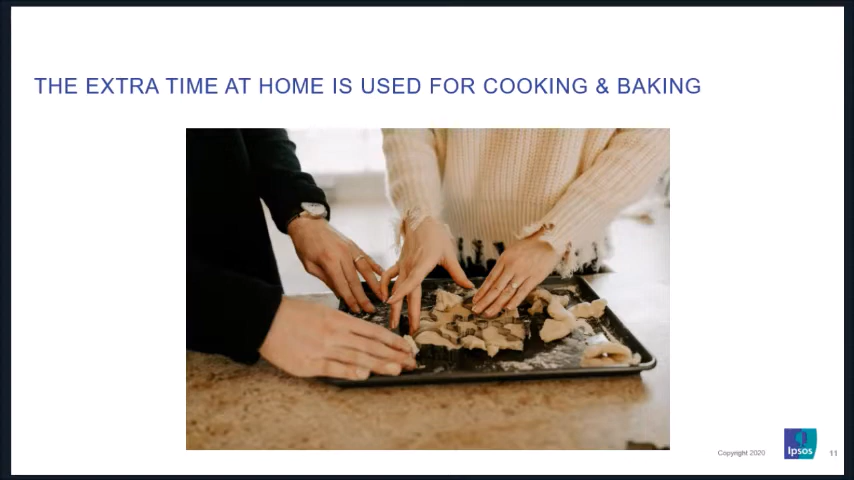 THE EXTRA TIME AT HOME IS USED FOR COOKING & BAKING
Copyright 2020
Ipsos
11